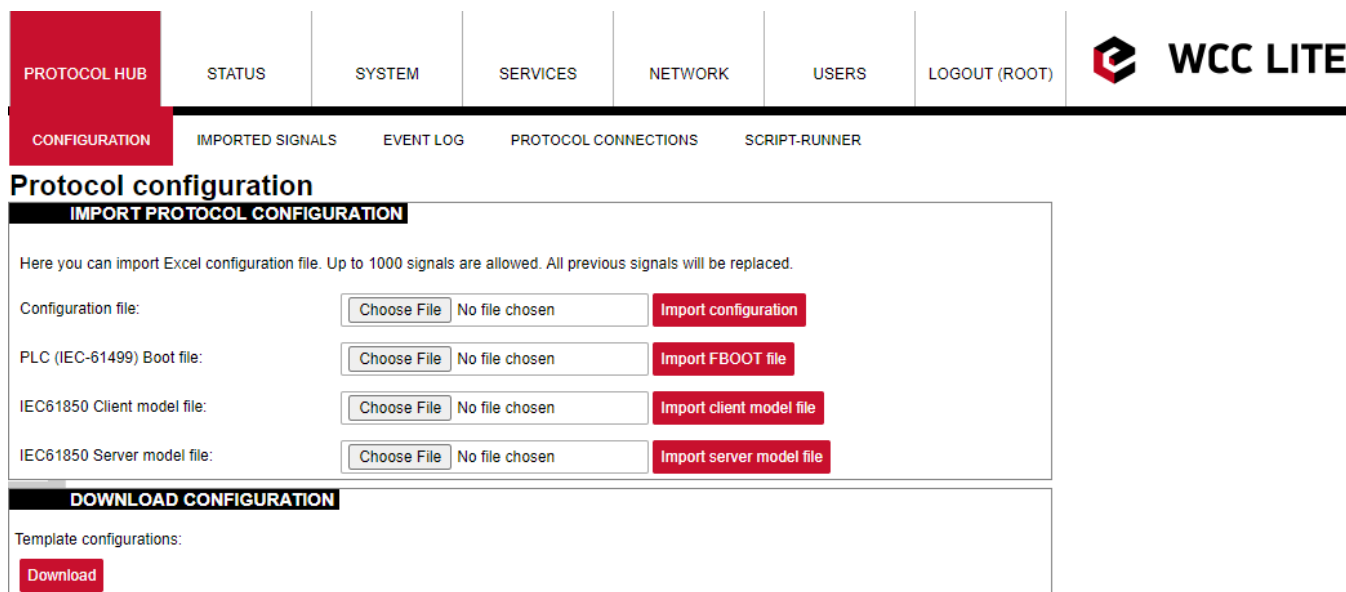 PROTOCOL HUB STATUS SYSTEM SERVICES NETWORK USERS LOGOUT (ROOT) WCC LITE
CONFIGURATION IMPORTED SIGNALS EVENT LOG PROTOCOL CONNECTIONS SCRIPT-RUNNER
Protocol configuration
IMPORT PROTOCOL CONFIGURATION
Here you can import Excel configuration file. Up to 1000 signals are allowed. All previous signals will be replaced.
Configuration file: Choose File No file chosen Import configuration
PLC (IEC-61499) Boot file: Choose File No file chosen Import FBOOT file
IEC61850 Client model file: Choose File No file chosen Import client model file
IEC61850 Server model file: Choose File No file chosen Import server model file
DOWNLOAD CONFIGURATION
Template configurations:
Download